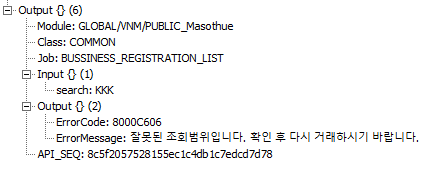 Output {} (6)
Module: GLOBAL/VNM/PUBLIC_Masothue
Class: COMMON
Job: BUSSINESS_REGISTRATION_LIST
Input {} (1)
search: KKK
Output {} (2)
ErrorCode: 8000C606
ErrorMessage: 잘못된 조회범위입니다. 확인 후 다시 거래하시기 바랍니다.
API_SEQ: 8c5f2057528155ec1c4db1c7edcd7d78